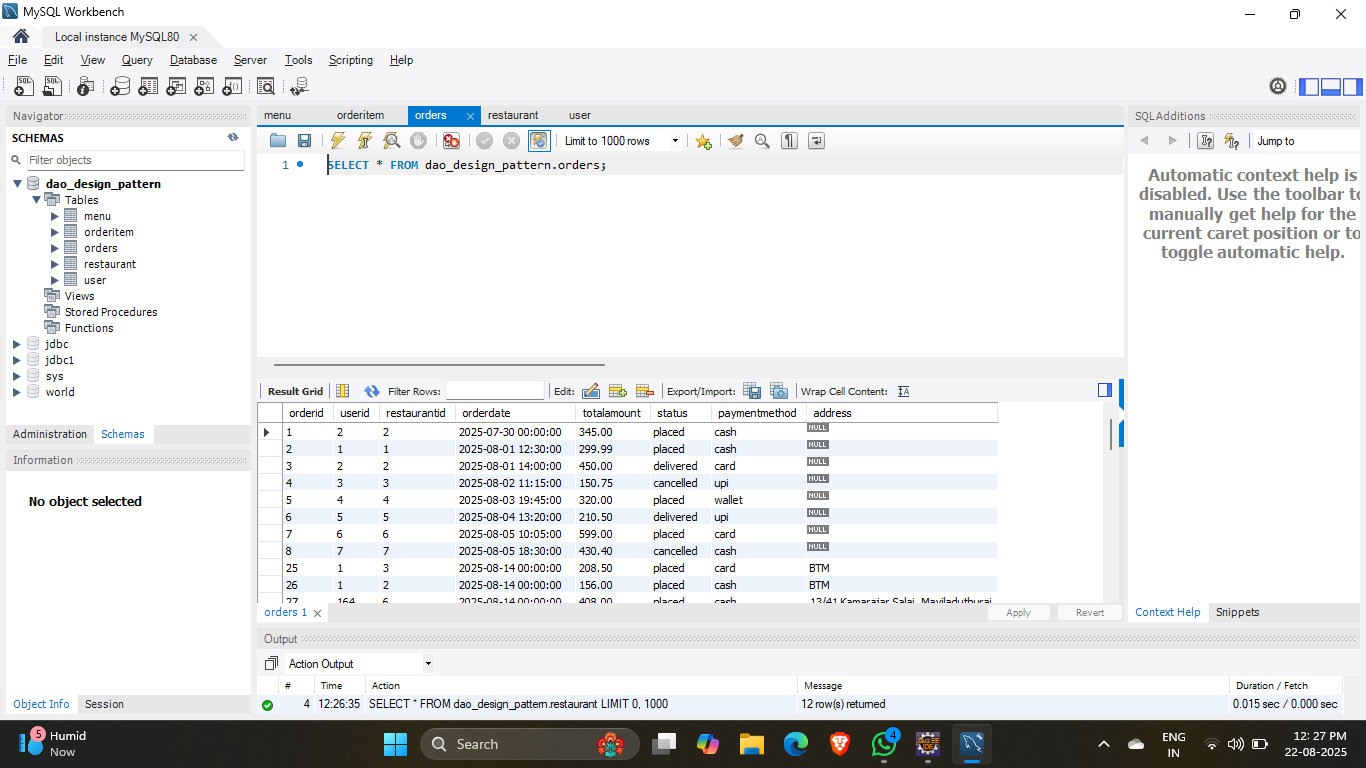 MySQL Workbench
Local instance MySQL80
File Edit View Query Database Server Tools Scripting Help
Navigator
SCHEMAS
Filter objects
dao_design_pattern
Tables
menu
orderitem
orders
restaurant
user
Views
Stored Procedures
Functions
jdbc
jdbc1
sys
world
Administration Schemas
Information
No object selected
Object Info Session
menu orderitem orders restaurant user
Limit to 1000 rows
1 SELECT * FROM dao_design_pattern.orders;
Result Grid Filter Rows: Edit: Export/Import: Wrap Cell Content:
orderid userid restaurantid orderdate totalamount status paymentmethod address
1 2 2 2025-07-30 00:00:00 345.00 placed cash NULL
2 1 1 2025-08-01 12:30:00 299.99 placed cash NULL
3 2 2 2025-08-01 14:00:00 450.00 delivered card NULL
4 3 3 2025-08-02 11:15:00 150.75 cancelled upi NULL
5 4 4 2025-08-03 19:45:00 320.00 placed wallet NULL
6 5 5 2025-08-04 13:20:00 210.50 delivered upi NULL
7 6 6 2025-08-05 10:05:00 599.00 placed card NULL
8 7 7 2025-08-05 18:30:00 430.40 cancelled cash NULL
25 1 3 2025-08-14 00:00:00 208.50 placed card BTM
26 1 2 2025-08-14 00:00:00 156.00 placed cash BTM
27 164 6 2025-08-14 00:00:00 408.00 placed cash 13/41 Kamarajar Salai, Mayiladuthurai
orders 1
Apply Revert
SQLAdditions
Jump to
Automatic context help is
disabled. Use the toolbar to
manually get help for the
current caret position or to
toggle automatic help.
Context Help Snippets
Output
Action Output
# Time Action Message Duration / Fetch
4 12:26:35 SELECT * FROM dao_design_pattern.restaurant LIMIT 0, 1000 12 row(s) returned 0.015 sec / 0.000 sec
5
Humid
Now
Search
4
ENG
IN
12:27 PM
22-08-2025